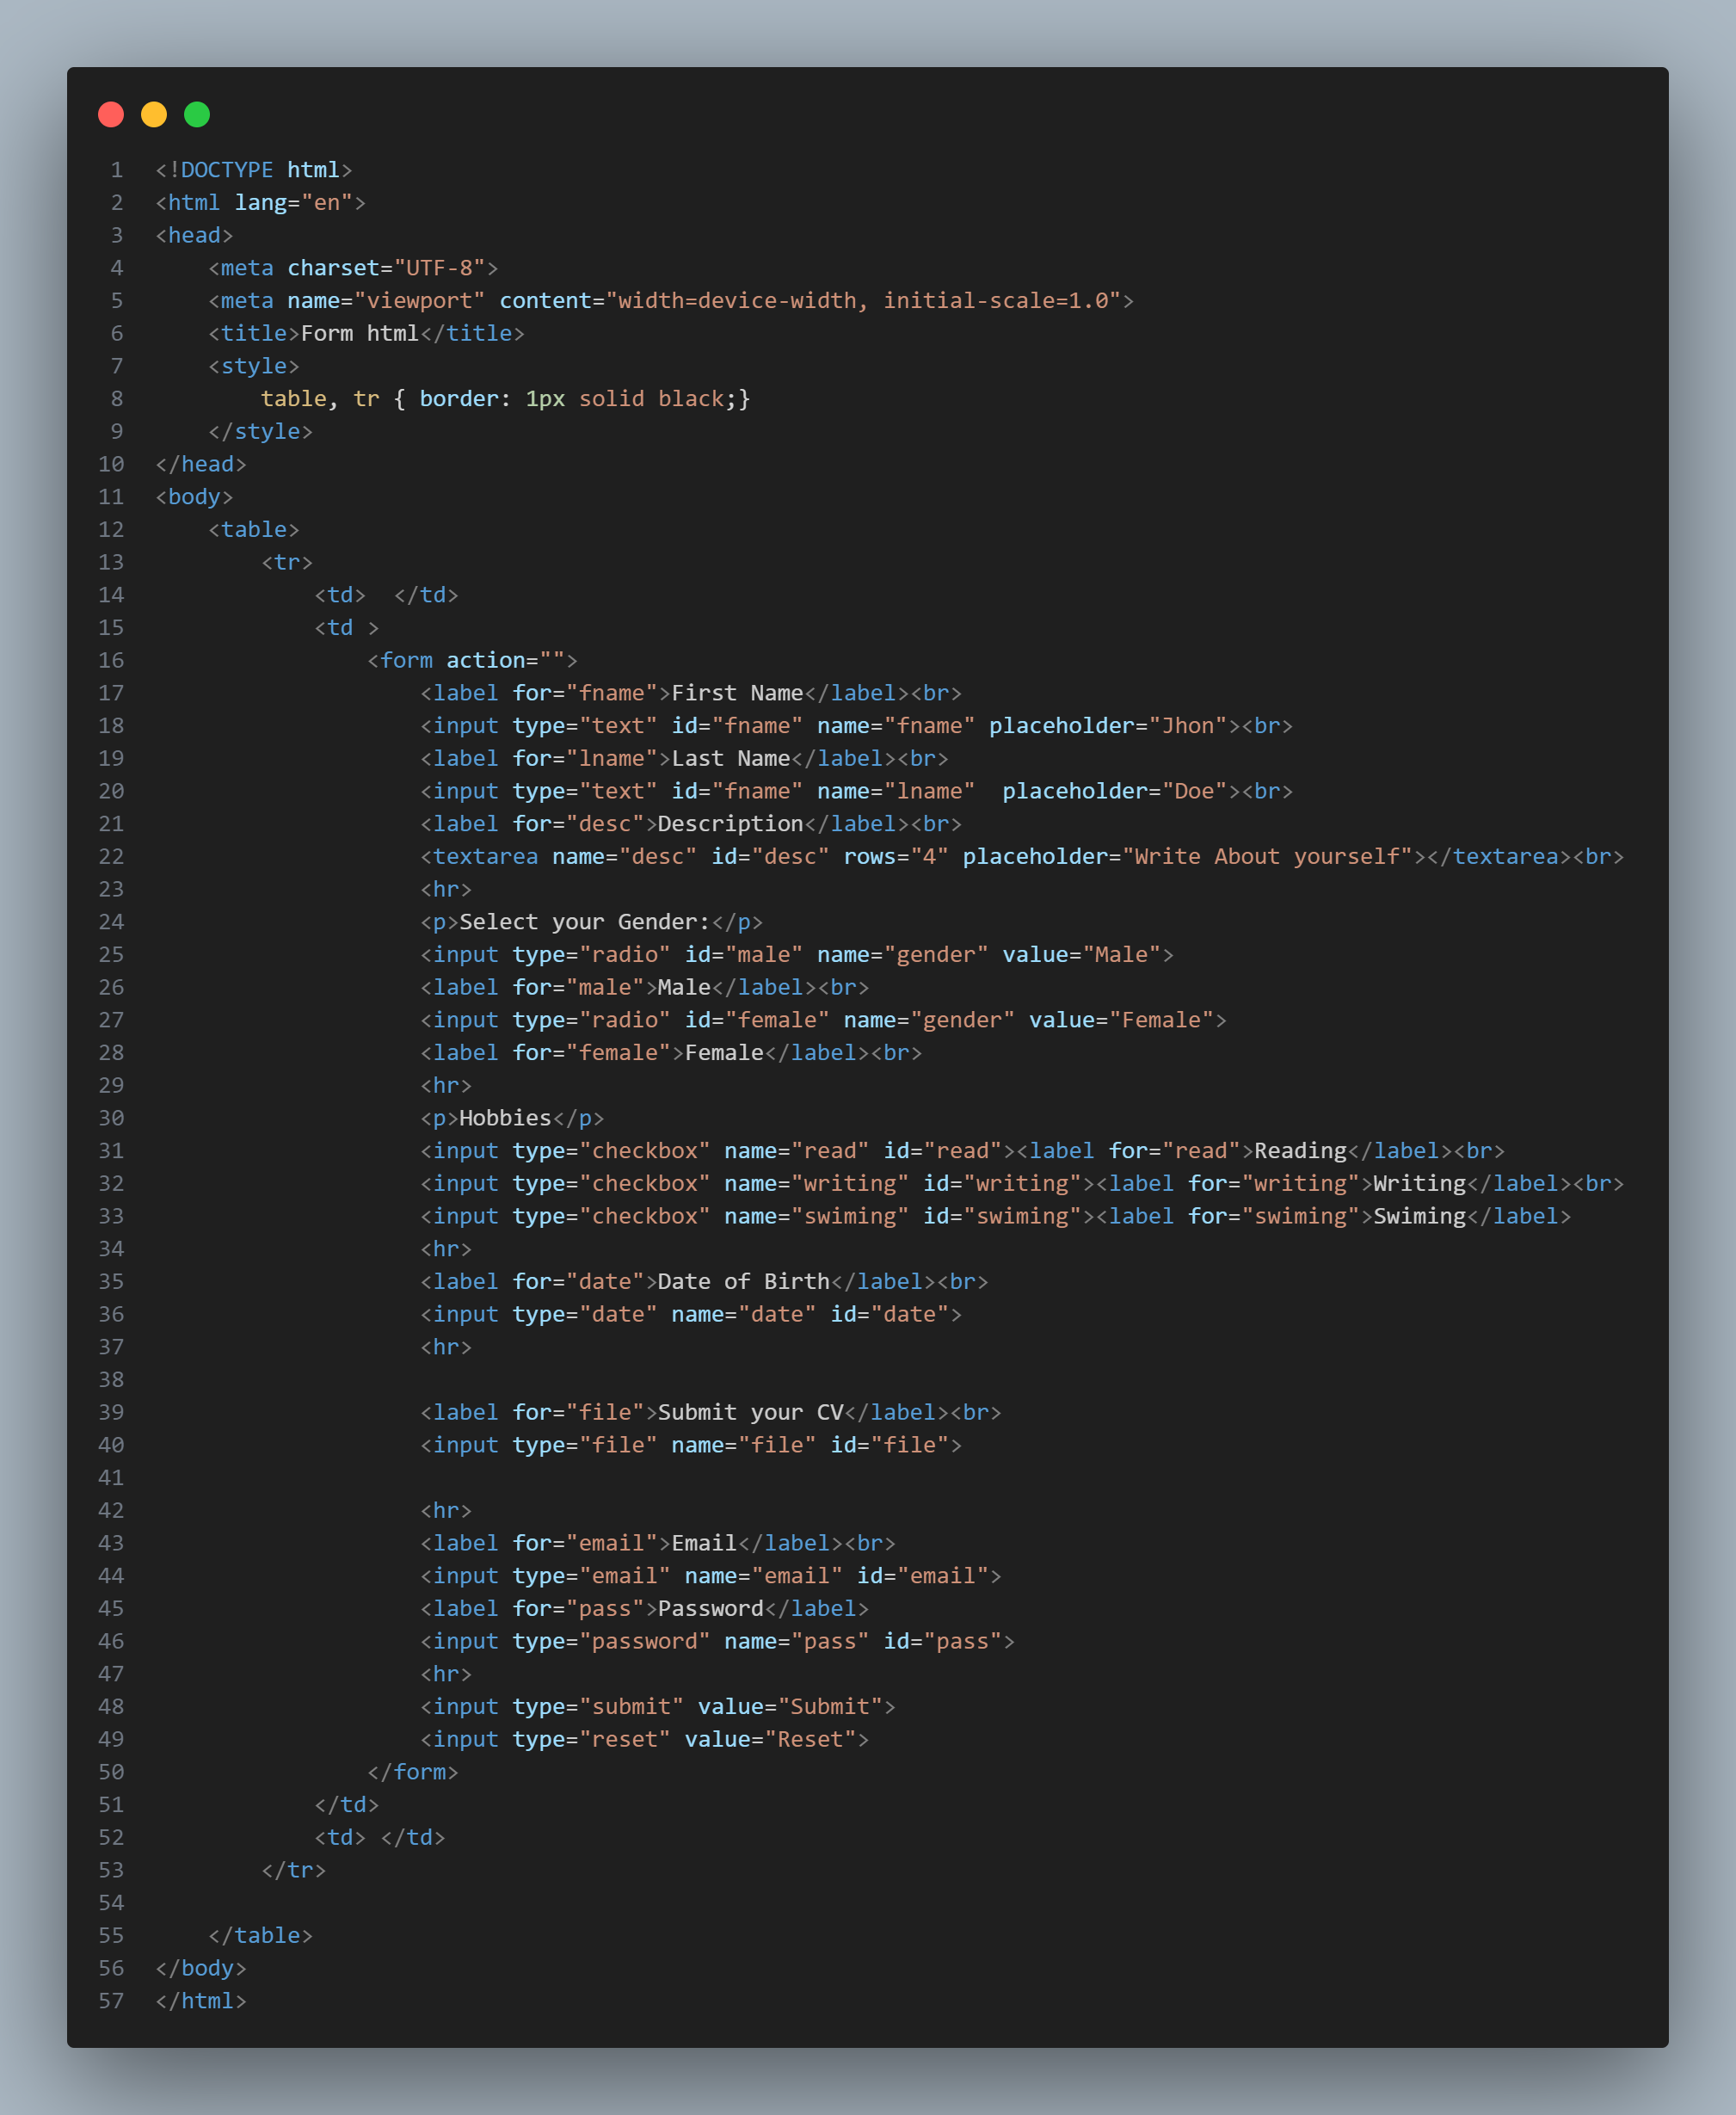 1 <!DOCTYPE html>
2 <html lang="en">
3 <head>
4     <meta charset="UTF-8">
5     <meta name="viewport" content="width=device-width, initial-scale=1.0">
6     <title>Form html</title>
7     <style>
8         table, tr { border: 1px solid black;}
9     </style>
10 </head>
11 <body>
12     <table>
13         <tr>
14             <td>  </td>
15             <td >
16                 <form action="">
17                     <label for="fname">First Name</label><br>
18                     <input type="text" id="fname" name="fname" placeholder="Jhon"><br>
19                     <label for="lname">Last Name</label><br>
20                     <input type="text" id="fname" name="lname"  placeholder="Doe"><br>
21                     <label for="desc">Description</label><br>
22                     <textarea name="desc" id="desc" rows="4" placeholder="Write About yourself"></textarea><br>
23                     <hr>
24                     <p>Select your Gender:</p>
25                     <input type="radio" id="male" name="gender" value="Male">
26                     <label for="male">Male</label><br>
27                     <input type="radio" id="female" name="gender" value="Female">
28                     <label for="female">Female</label><br>
29                     <hr>
30                     <p>Hobbies</p>
31                     <input type="checkbox" name="read" id="read"><label for="read">Reading</label><br>
32                     <input type="checkbox" name="writing" id="writing"><label for="writing">Writing</label><br>
33                     <input type="checkbox" name="swiming" id="swiming"><label for="swiming">Swiming</label>
34                     <hr>
35                     <label for="date">Date of Birth</label><br>
36                     <input type="date" name="date" id="date">
37                     <hr>
38
39                     <label for="file">Submit your CV</label><br>
40                     <input type="file" name="file" id="file">
41
42                     <hr>
43                     <label for="email">Email</label><br>
44                     <input type="email" name="email" id="email">
45                     <label for="pass">Password</label>
46                     <input type="password" name="pass" id="pass">
47                     <hr>
48                     <input type="submit" value="Submit">
49                     <input type="reset" value="Reset">
50                 </form>
51             </td>
52             <td> </td>
53         </tr>
54
55     </table>
56 </body>
57 </html>